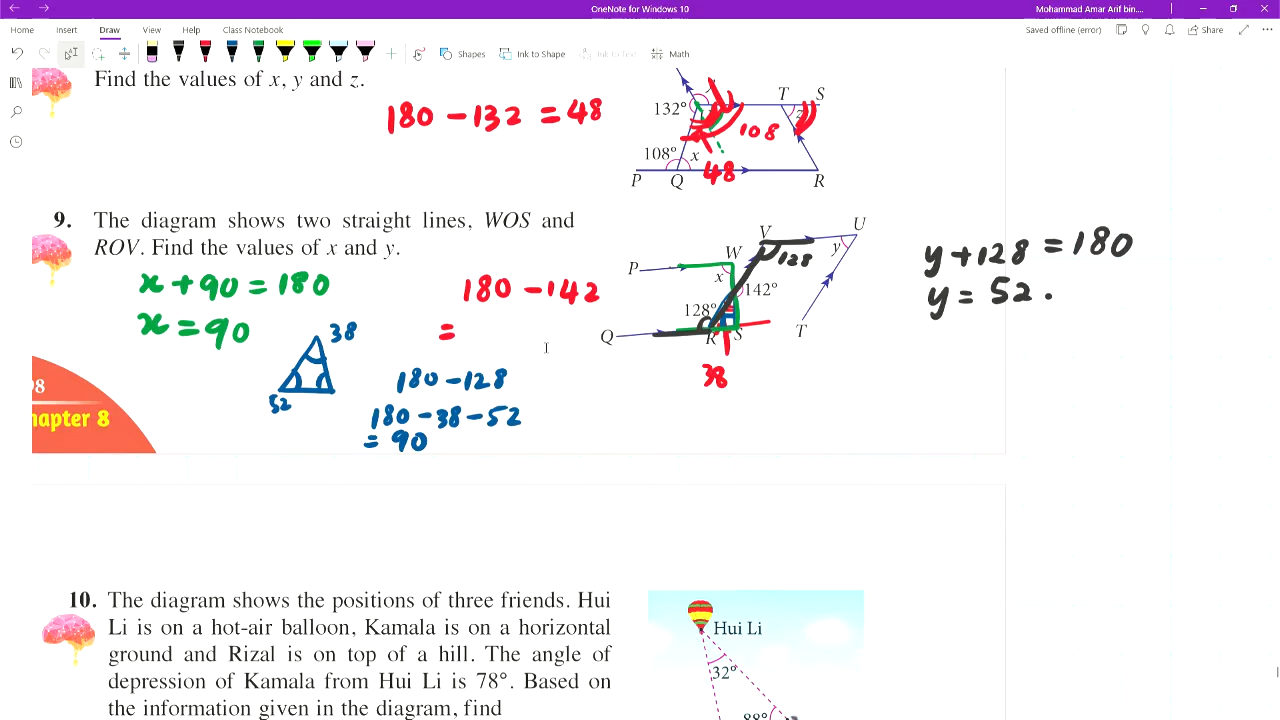 OneNote for Windows 10
Mohammad Amar Arif bin....
Home Insert Draw View Help Class Notebook
Saved offline (error)
Share
Shapes
Ink to Shape
Ink to Text
Math
Find the values of x, y and z.
180 - 132 = 48
132°
y
T
S
z
108
108°
x
48
P
Q
R
9. The diagram shows two straight lines, WOS and
ROV. Find the values of x and y.
x + 90 = 180
x = 90
180 - 142
=
38
52
180 - 128
180 - 38 - 52
= 90
V
U
W
y
128
P
x
142°
128°
Q
R
S
T
38
y + 128 = 180
y = 52.
98
hapter 8
10. The diagram shows the positions of three friends. Hui
Li is on a hot-air balloon, Kamala is on a horizontal
ground and Rizal is on top of a hill. The angle of
depression of Kamala from Hui Li is 78°. Based on
the information given in the diagram, find
Hui Li
32°
88°